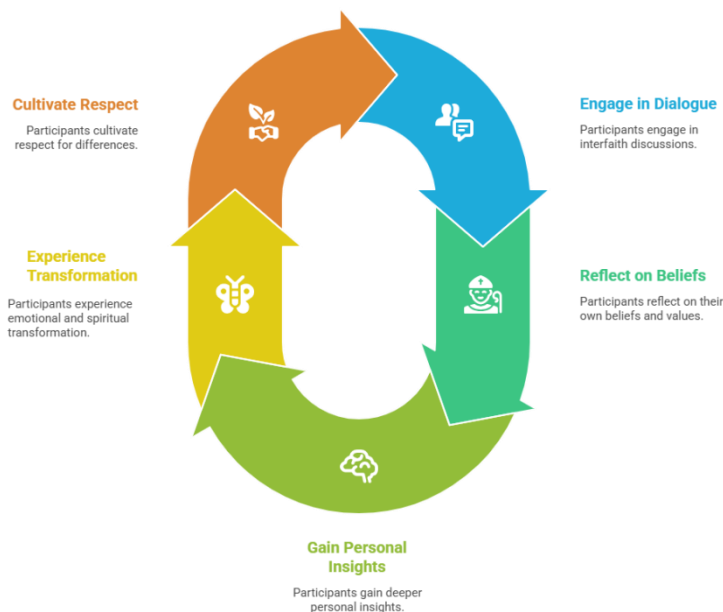 Cultivate Respect
Participants cultivate
respect for differences.
Engage in Dialogue
Participants engage in
interfaith discussions.
Experience
Transformation
Participants experience
emotional and spiritual
transformation.
Reflect on Beliefs
Participants reflect on their
own beliefs and values.
Gain Personal
Insights
Participants gain deeper
personal insights.